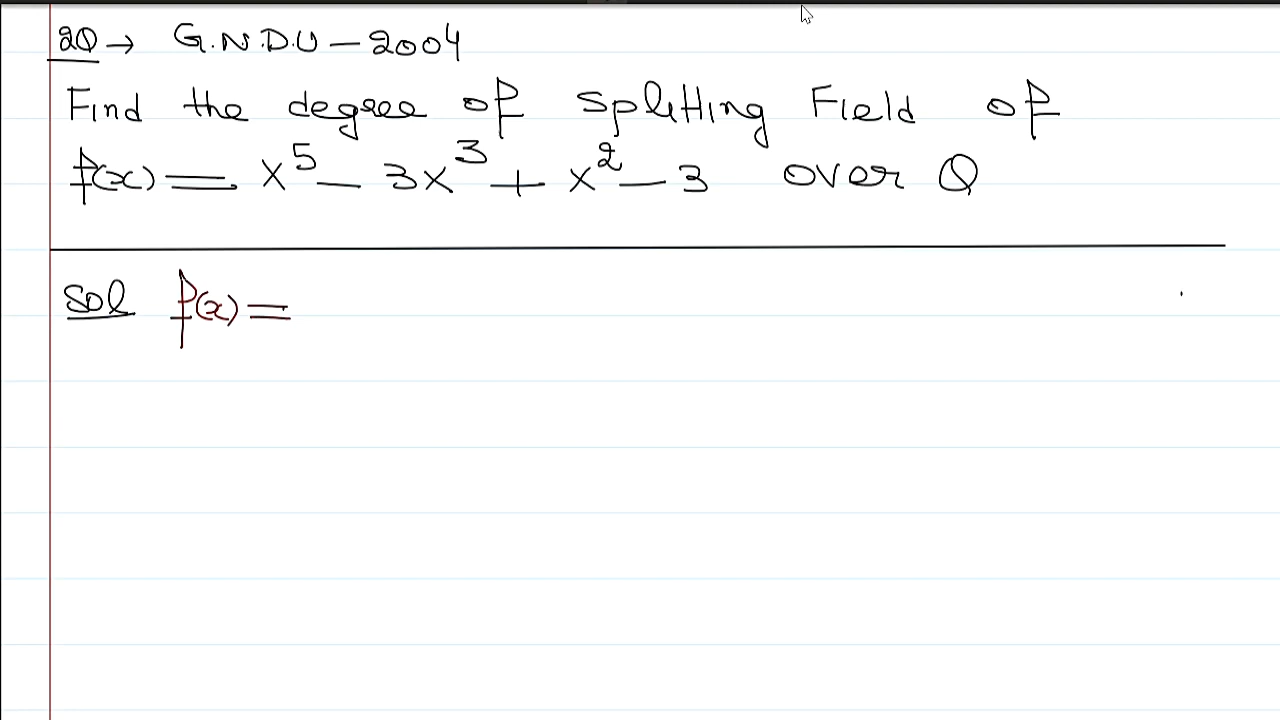 2Q → G.N.D.U - 2004
Find the degree of Splitting Field of
f(x) = x⁵ - 3x³ + x² - 3 over Q
Sol f(x) =